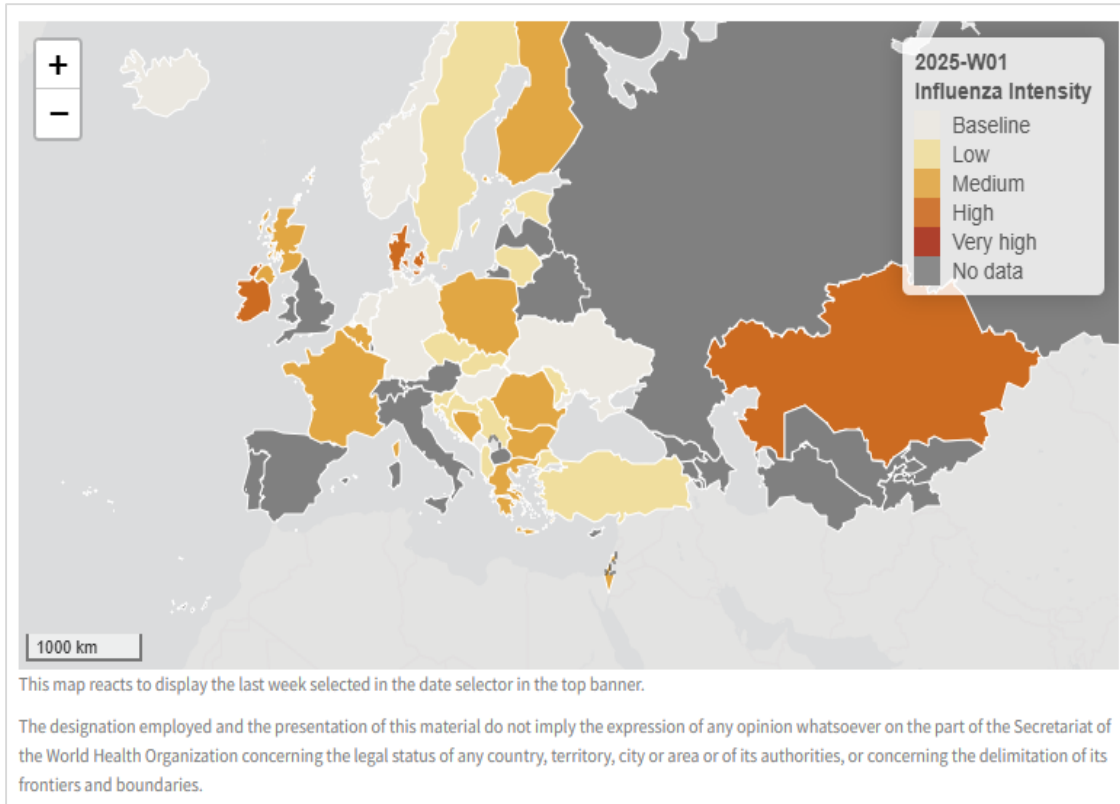 +
−
2025-W01
Influenza Intensity
Baseline
Low
Medium
High
Very high
No data
1000 km
This map reacts to display the last week selected in the date selector in the top banner.
The designation employed and the presentation of this material do not imply the expression of any opinion whatsoever on the part of the Secretariat of
the World Health Organization concerning the legal status of any country, territory, city or area or of its authorities, or concerning the delimitation of its
frontiers and boundaries.